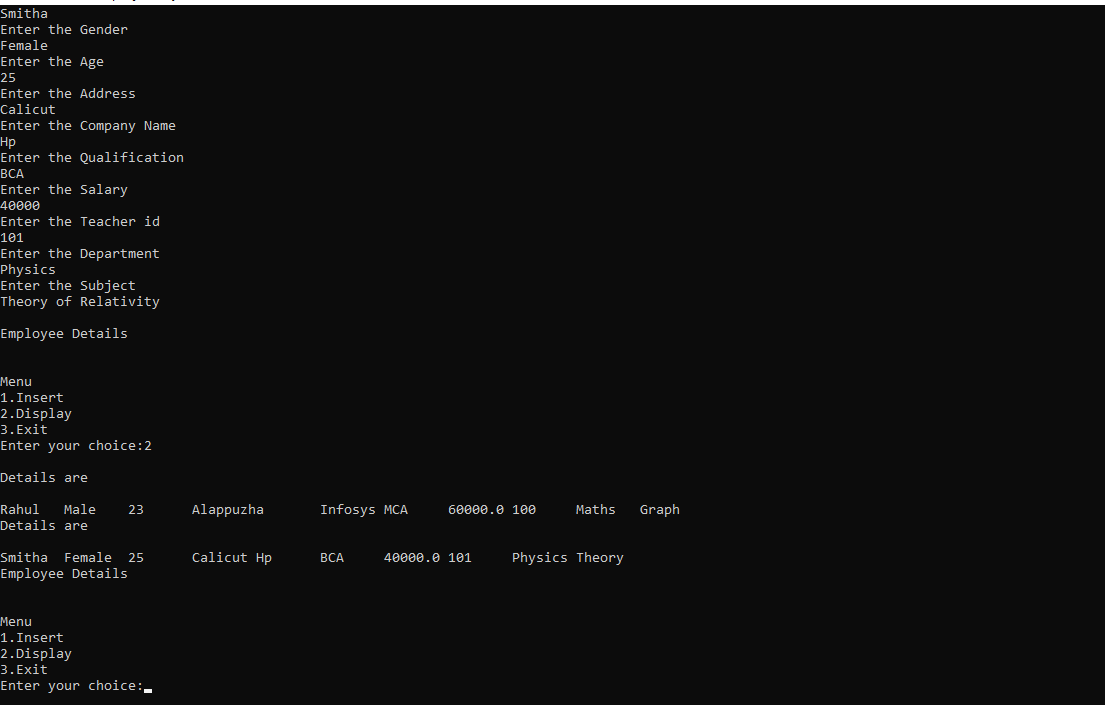 Smitha
Enter the Gender
Female
Enter the Age
25
Enter the Address
Calicut
Enter the Company Name
Hp
Enter the Qualification
BCA
Enter the Salary
40000
Enter the Teacher id
101
Enter the Department
Physics
Enter the Subject
Theory of Relativity
Employee Details
Menu
1.Insert
2.Display
3.Exit
Enter your choice:2
Details are
Rahul   Male    23      Alappuzha       Infosys MCA     60000.0 100     Maths   Graph
Details are
Smitha  Female  25      Calicut Hp      BCA     40000.0 101     Physics Theory
Employee Details
Menu
1.Insert
2.Display
3.Exit
Enter your choice: